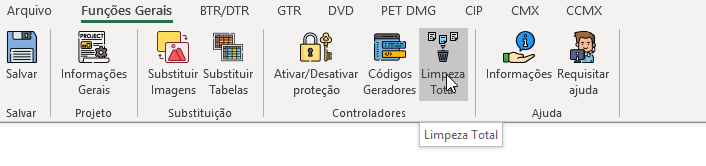 Arquivo Funções Gerais BTR/DTR GTR DVD PET DMG CIP CMX CCMX
PROJECT
Salvar Informações Substituir Substituir Ativar/Desativar Códigos Limpeza Informações Requisitar
Gerais Imagens Tabelas proteção Geradores Total ajuda
Salvar Projeto Substituição Controladores Ajuda
Limpeza Total